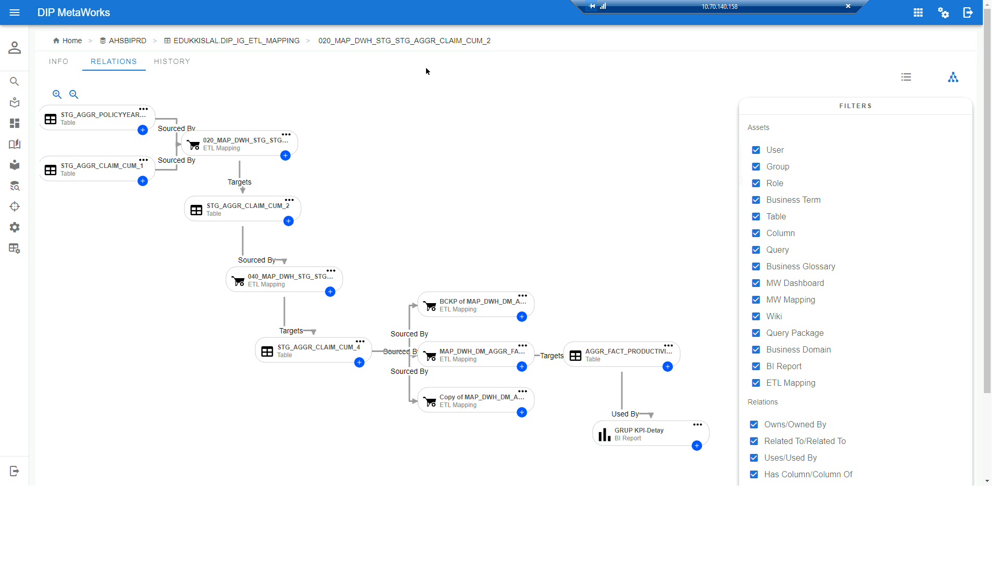 DIP MetaWorks
10.70.140.158
Home > AHSBIPRD > EDUKKISLAL.DIP_IG_ETL_MAPPING > 020_MAP_DWH_STG_STG_AGGR_CLAIM_CUM_2
INFO RELATIONS HISTORY
STG_AGGR_POLICYYEAR...
Table
Sourced By
020_MAP_DWH_STG_STG...
ETL Mapping
Sourced By
STG_AGGR_CLAIM_CUM_1
Table
Targets
STG_AGGR_CLAIM_CUM_2
Table
Sourced By
040_MAP_DWH_STG_STG...
ETL Mapping
Targets
STG_AGGR_CLAIM_CUM_4
Table
BCKP of MAP_DWH_DM_A...
ETL Mapping
Sourced By
Sourced By
MAP_DWH_DM_AGGR_FA...
ETL Mapping
Sourced By
Copy of MAP_DWH_DM_A...
ETL Mapping
Targets
AGGR_FACT_PRODUCTIVI...
Table
Used By
GRUP KPI-Detay
BI Report
FILTERS
Assets
User
Group
Role
Business Term
Table
Column
Query
Business Glossary
MW Dashboard
MW Mapping
Wiki
Query Package
Business Domain
BI Report
ETL Mapping
Relations
Owns/Owned By
Related To/Related To
Uses/Used By
Has Column/Column Of